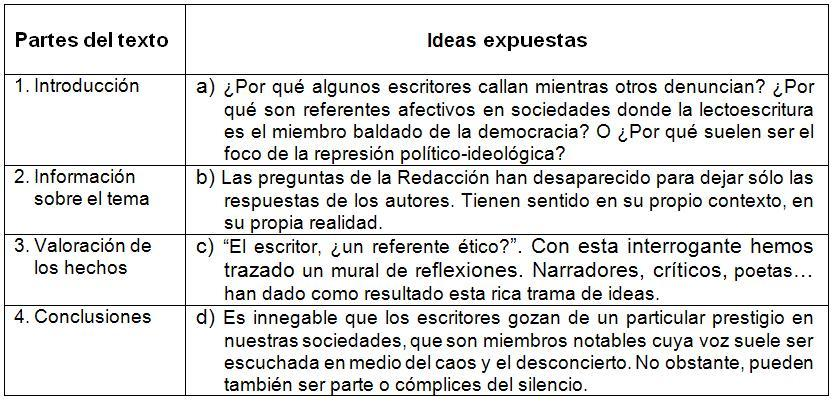 Partes del texto
Ideas expuestas
1. Introducción
a) ¿Por qué algunos escritores callan mientras otros denuncian? ¿Por
qué son referentes afectivos en sociedades donde la lectoescritura
es el miembro baldado de la democracia? O ¿Por qué suelen ser el
foco de la represión político-ideológica?
2. Información
sobre el tema
b) Las preguntas de la Redacción han desaparecido para dejar sólo las
respuestas de los autores. Tienen sentido en su propio contexto, en
su propia realidad.
3. Valoración de
los hechos
c) “El escritor, ¿un referente ético?”. Con esta interrogante hemos
trazado un mural de reflexiones. Narradores, críticos, poetas…
han dado como resultado esta rica trama de ideas.
4. Conclusiones
d) Es innegable que los escritores gozan de un particular prestigio en
nuestras sociedades, que son miembros notables cuya voz suele ser
escuchada en medio del caos y el desconcierto. No obstante, pueden
también ser parte o cómplices del silencio.